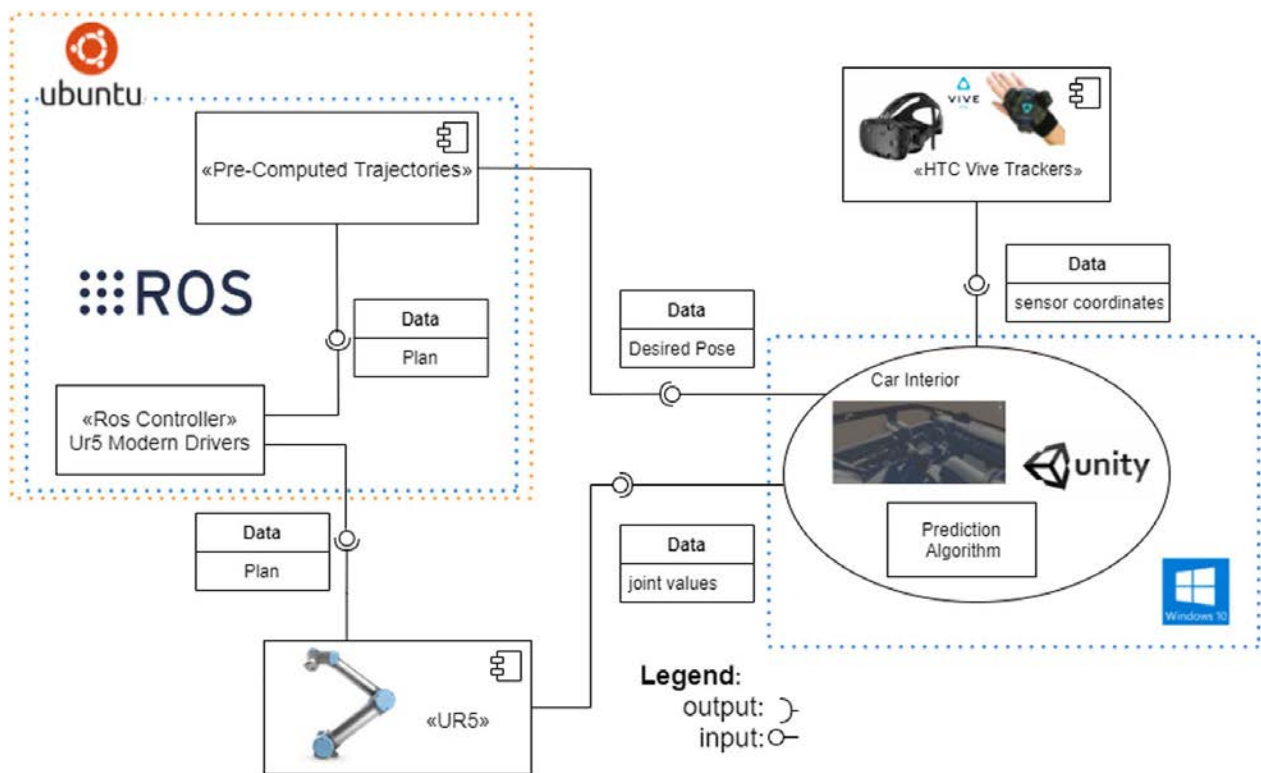 ubuntu
«Pre-Computed Trajectories»
VIVE
«HTC Vive Trackers»
ROS
Data
sensor coordinates
Data
Plan
Data
Desired Pose
Car Interior
unity
«Ros Controller»
Ur5 Modern Drivers
Prediction
Algorithm
Data
Plan
Data
joint values
Windows 10
«UR5»
Legend:
output:
input: